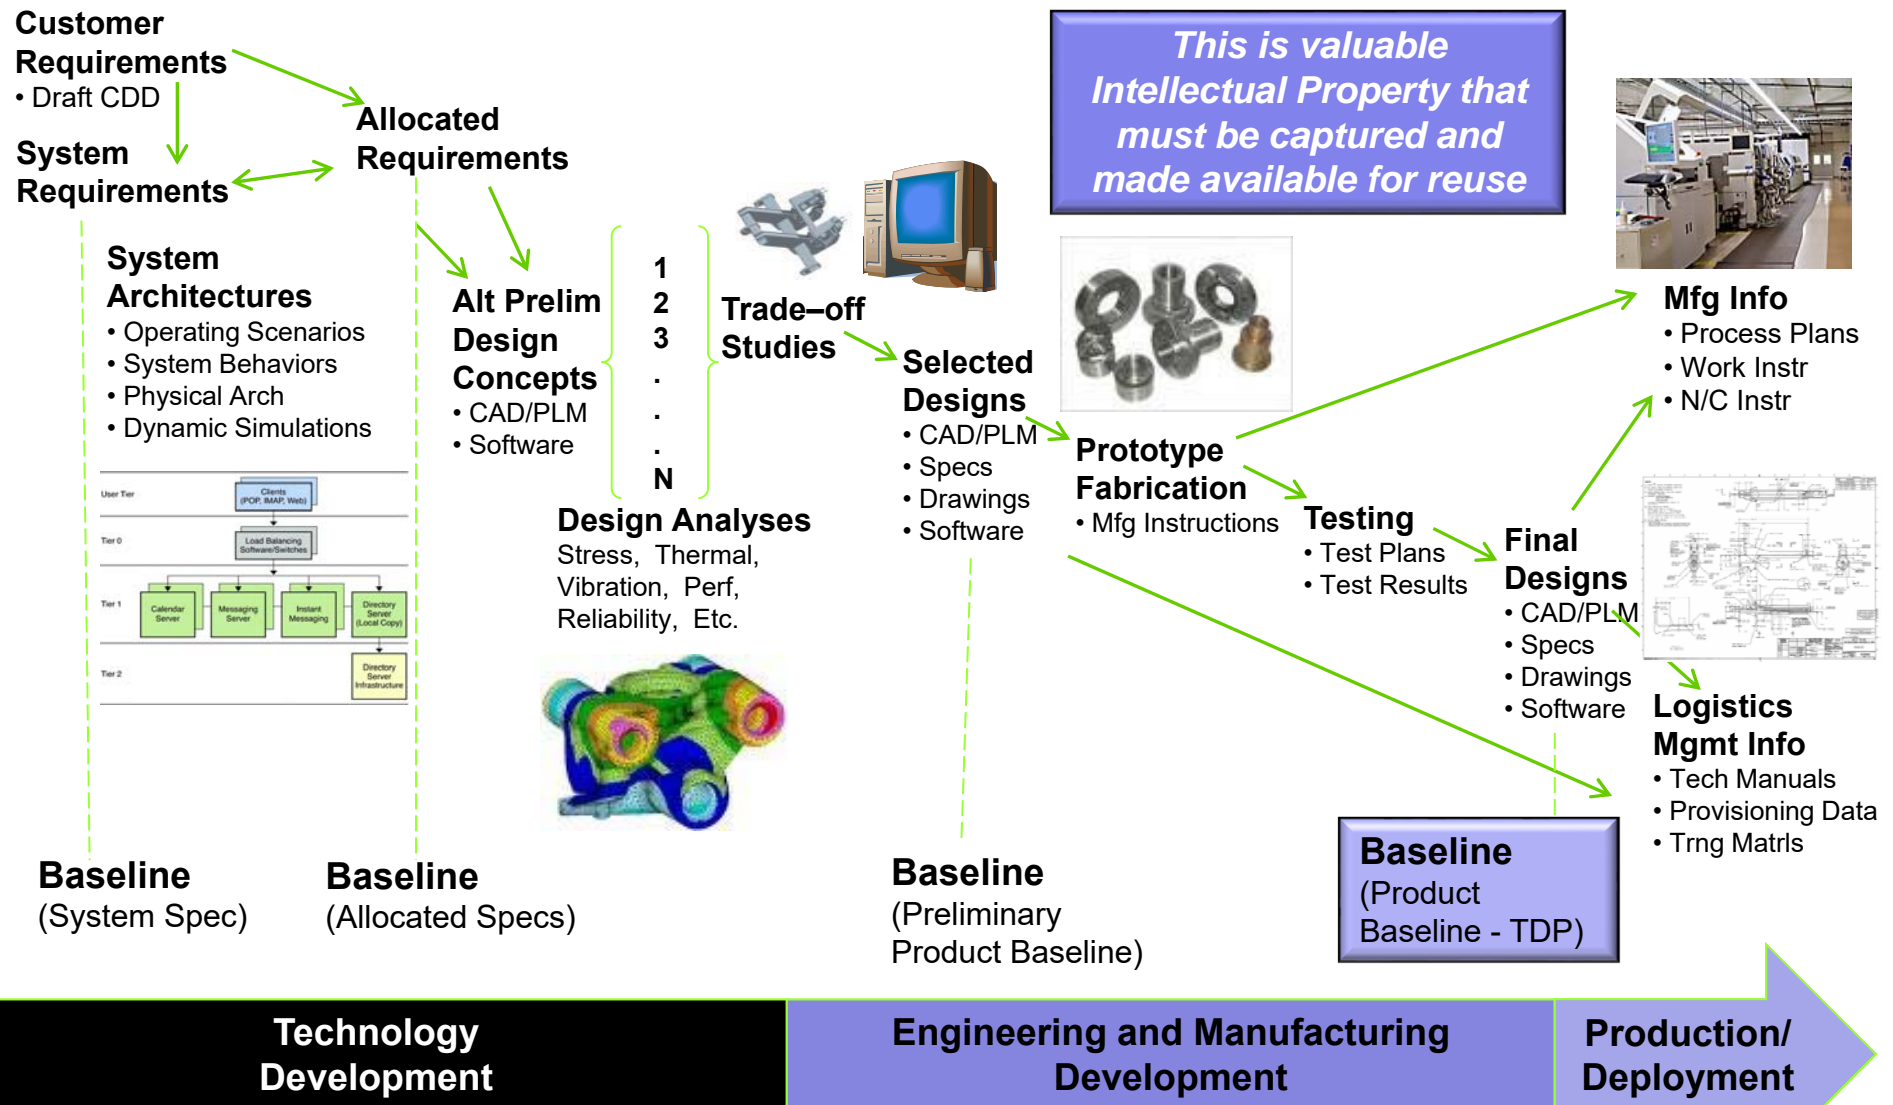 Customer
Requirements
• Draft CDD
System
Requirements
Allocated
Requirements
System
Architectures
• Operating Scenarios
• System Behaviors
• Physical Arch
• Dynamic Simulations
User Tier
Clients
(POP, IMAP, Web)
Tier 0
Load Balancing
Software/Switches
Tier 1
Calendar
Server
Messaging
Server
Instant
Messaging
Directory
Server
(Local Copy)
Tier 2
Directory
Server
Infrastructure
Alt Prelim
Design
Concepts
• CAD/PLM
• Software
1
2
3
.
.
.
N
Design Analyses
Stress, Thermal,
Vibration, Perf,
Reliability, Etc.
Trade–off
Studies
Selected
Designs
• CAD/PLM
• Specs
• Drawings
• Software
This is valuable
Intellectual Property that
must be captured and
made available for reuse
Prototype
Fabrication
• Mfg Instructions
Testing
• Test Plans
• Test Results
Final
Designs
• CAD/PLM
• Specs
• Drawings
• Software
Mfg Info
• Process Plans
• Work Instr
• N/C Instr
Logistics
Mgmt Info
• Tech Manuals
• Provisioning Data
• Trng Matrls
Baseline
(System Spec)
Baseline
(Allocated Specs)
Baseline
(Preliminary
Product Baseline)
Baseline
(Product
Baseline - TDP)
Technology
Development
Engineering and Manufacturing
Development
Production/
Deployment